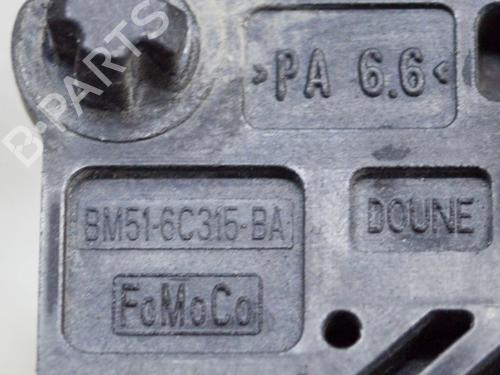 >PA 6.6<
BM51-6C315-BA
DOUNE
FoMoCo
B-PARTS